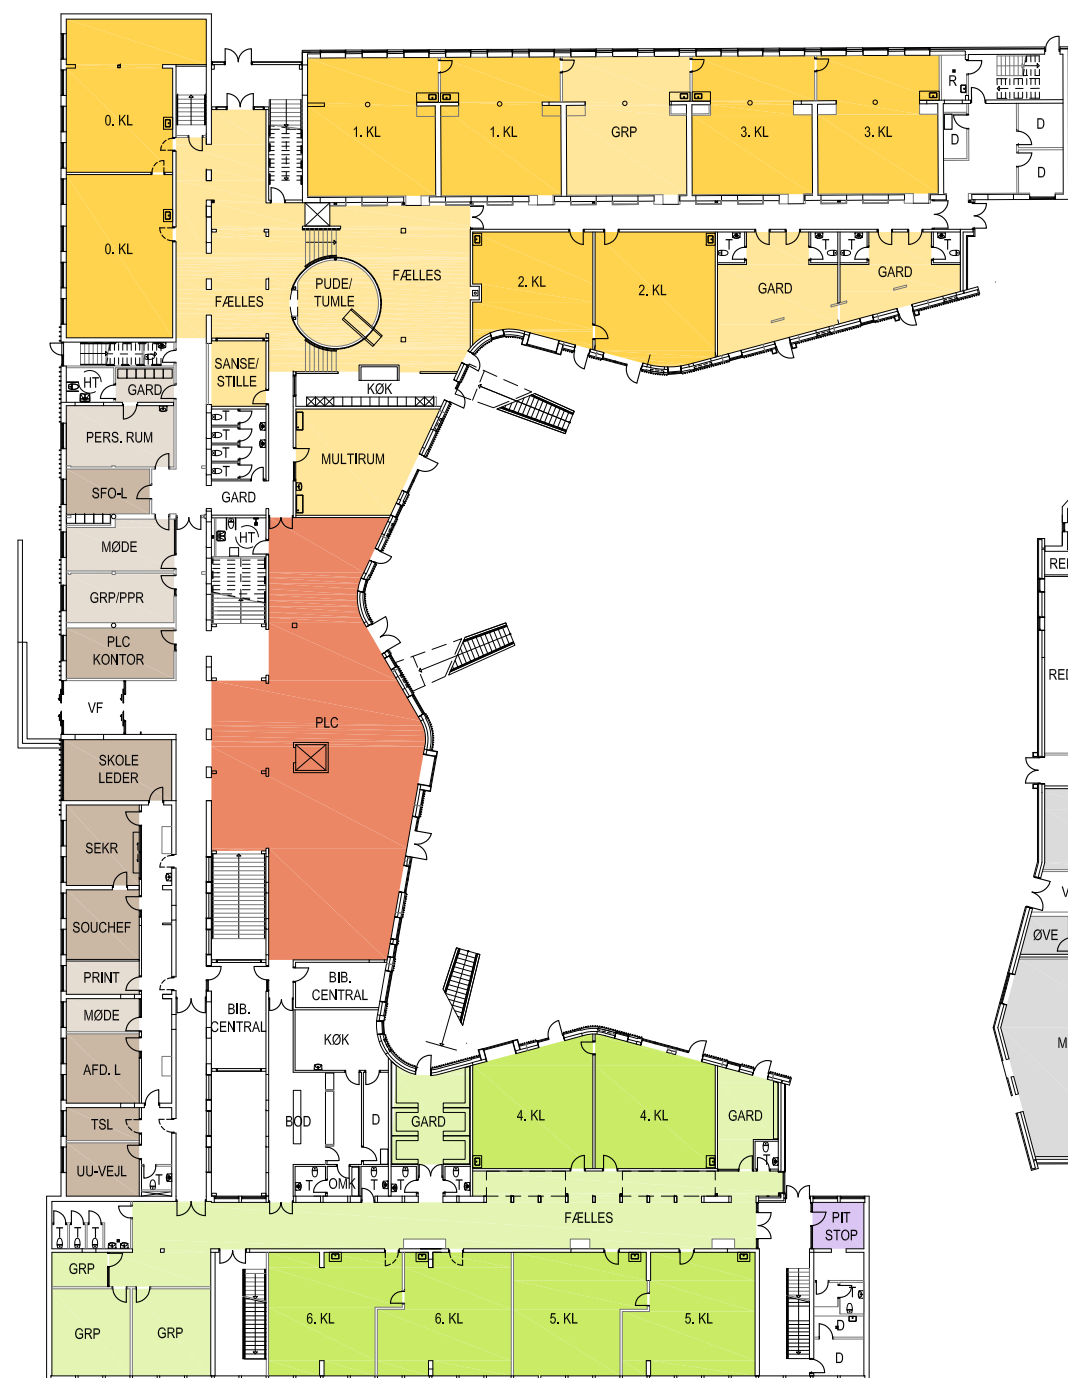 0. KL
1. KL
1. KL
GRP
3. KL
3. KL
R
D
D
D
0. KL
FÆLLES
PUDE/
TUMLE
FÆLLES
2. KL
2. KL
T
T
T
T
GARD
GARD
SANSE/
STILLE
HT
GARD
KØK
PERS. RUM
T
T
T
T
MULTIRUM
SFO-L
GARD
MØDE
HT
GRP/PPR
PLC
KONTOR
VF
PLC
SKOLE
LEDER
SEKR
SOUCHEF
PRINT
BIB.
CENTRAL
MØDE
BIB.
CENTRAL
KØK
AFD. L
TSL
BOD
D
GARD
4. KL
4. KL
GARD
UU-VEJL
T
T
OMK
T
T
T
T
FÆLLES
PIT
STOP
T
T
T
GRP
GRP
GRP
6. KL
6. KL
5. KL
5. KL
T
D
D
RE
RED
V
ØVE
M